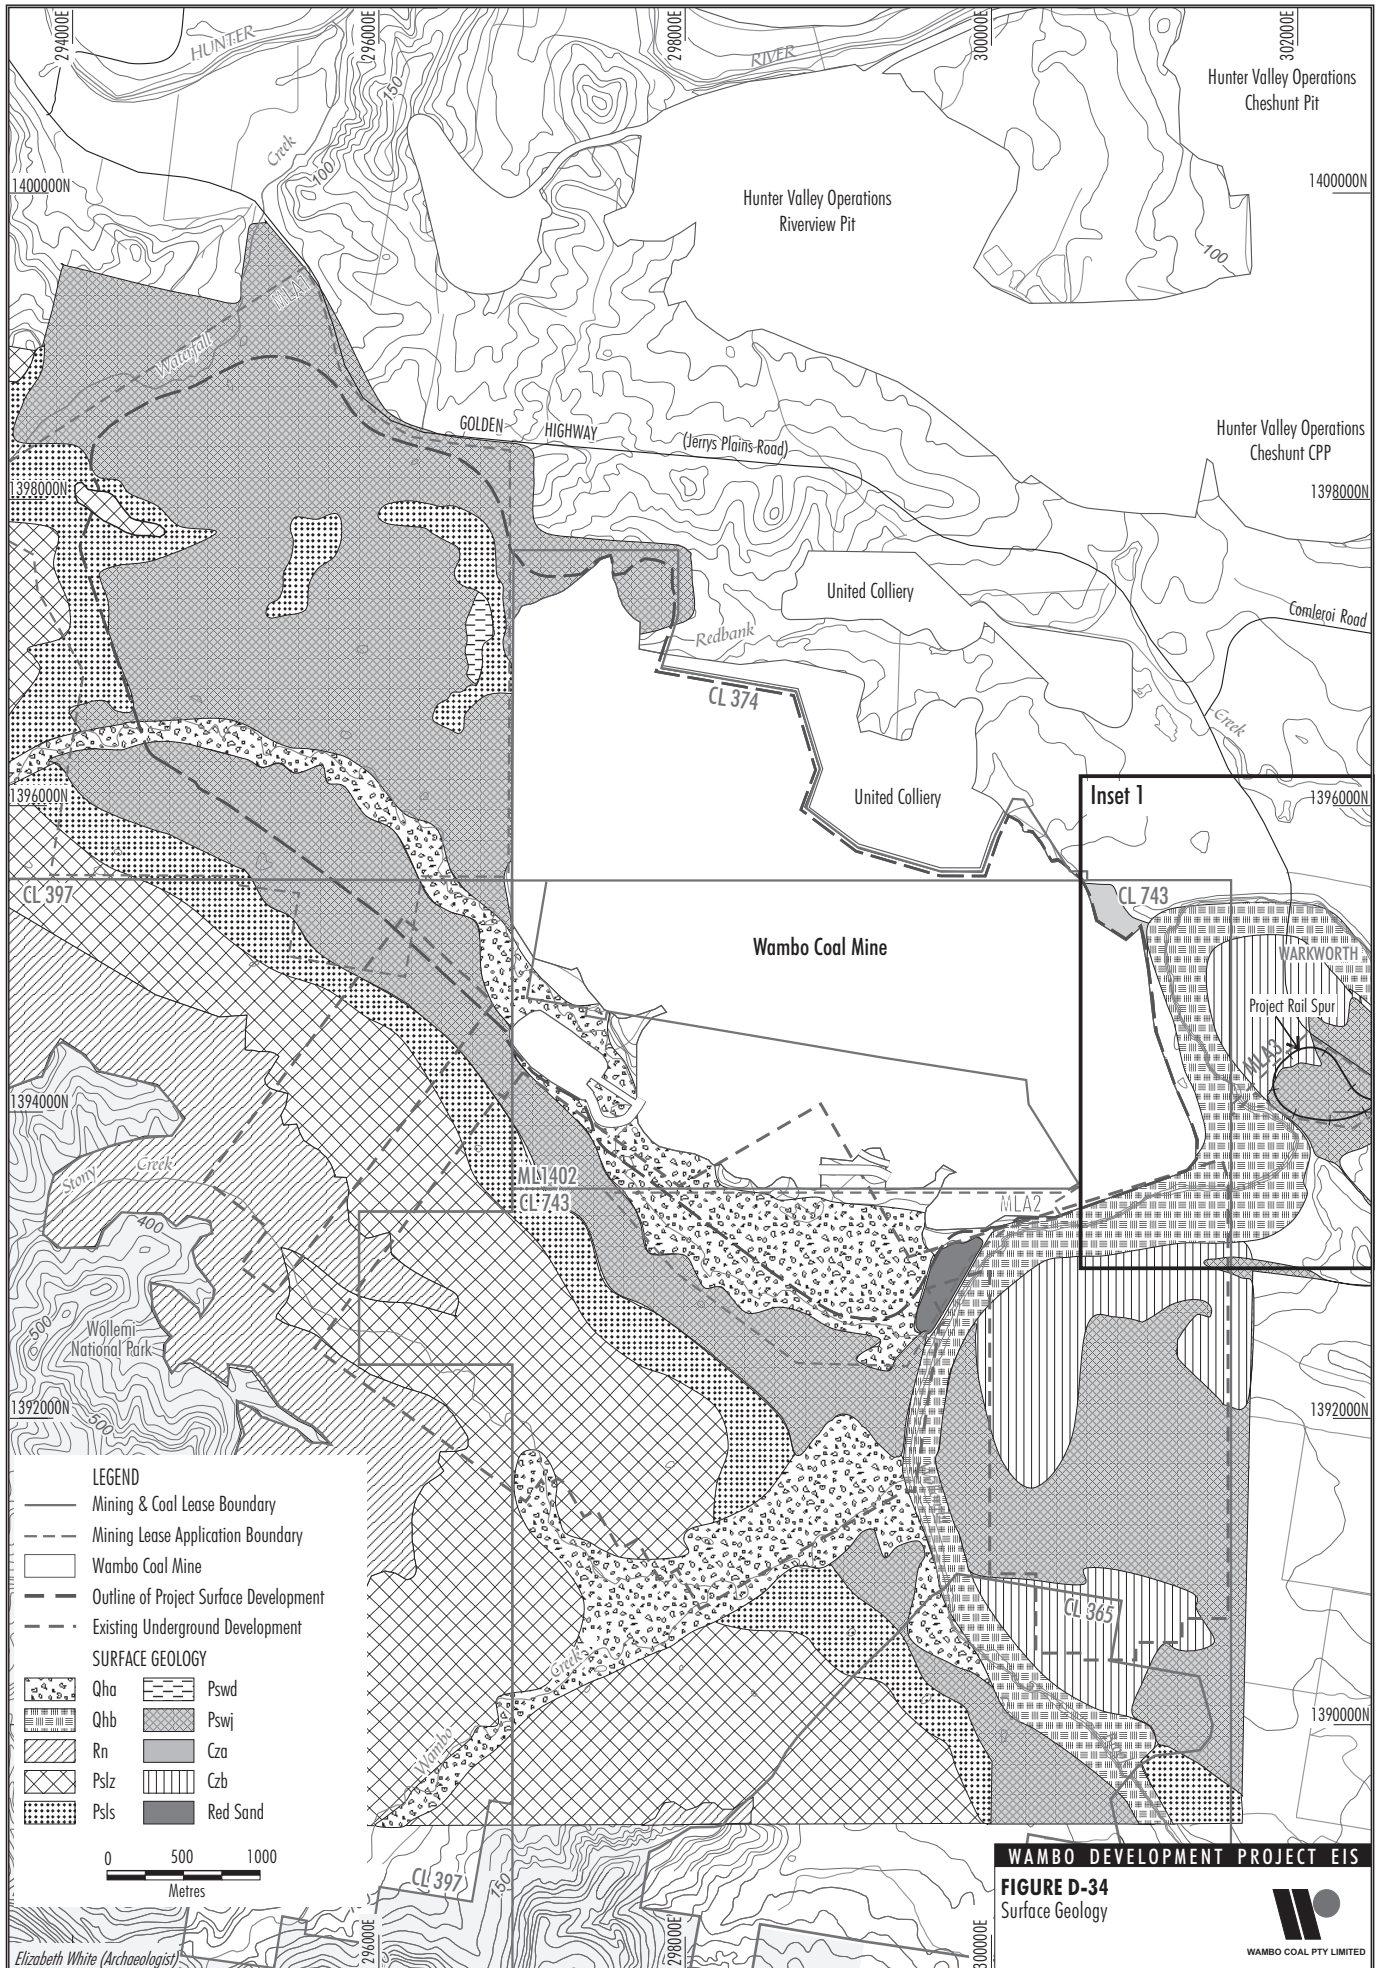 294000E
296000E
298000E
300000E
302000E
HUNTER
RIVER
150
Hunter Valley Operations
Cheshunt Pit
Creek
100
1400000N
1400000N
Hunter Valley Operations
Riverview Pit
100
Waterfall
GOLDEN HIGHWAY (Jerrys Plains Road)
Hunter Valley Operations
Cheshunt CPP
1398000N
1398000N
United Colliery
Comleroi Road
Redbank
CL 374
Creek
1396000N
United Colliery
Inset 1
1396000N
CL 397
CL 743
Wambo Coal Mine
WARKWORTH
Project Rail Spur
MLA3
1394000N
Stony
Creek
ML1402
CL 743
MLA2
400
500
Wollemi
National Park
500
1392000N
1392000N
CL 365
Creek
Wambo
1390000N
LEGEND
Mining & Coal Lease Boundary
Mining Lease Application Boundary
Wambo Coal Mine
Outline of Project Surface Development
Existing Underground Development
SURFACE GEOLOGY
Qha
Pswd
Qhb
Pswj
Rn
Cza
Pslz
Czb
Psls
Red Sand
0 500 1000
Metres
CL 397
150
296000E
298000E
300000E
Elizabeth White (Archaeologist)
WAMBO DEVELOPMENT PROJECT EIS
FIGURE D-34
Surface Geology
WAMBO COAL PTY LIMITED